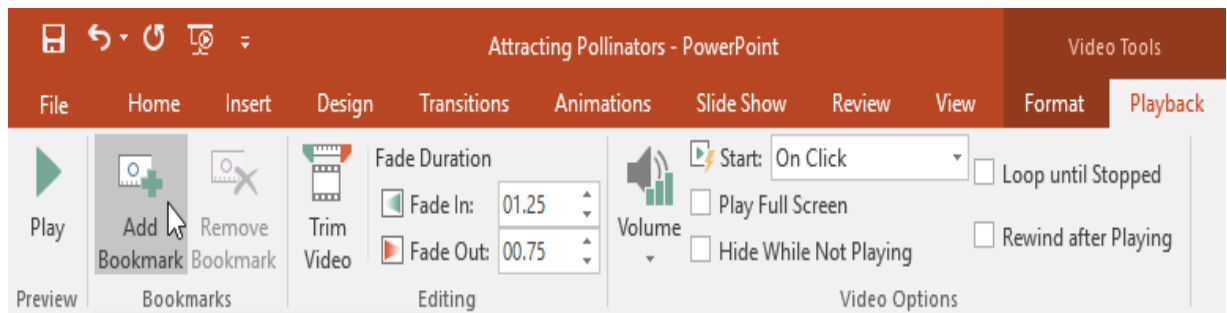 Attracting Pollinators - PowerPoint
Video Tools
File Home Insert Design Transitions Animations Slide Show Review View Format Playback
Play
Add Bookmark
Remove Bookmark
Trim Video
Fade Duration
Fade In: 01.25
Fade Out: 00.75
Volume
Start: On Click
Play Full Screen
Hide While Not Playing
Loop until Stopped
Rewind after Playing
Preview Bookmarks Editing Video Options